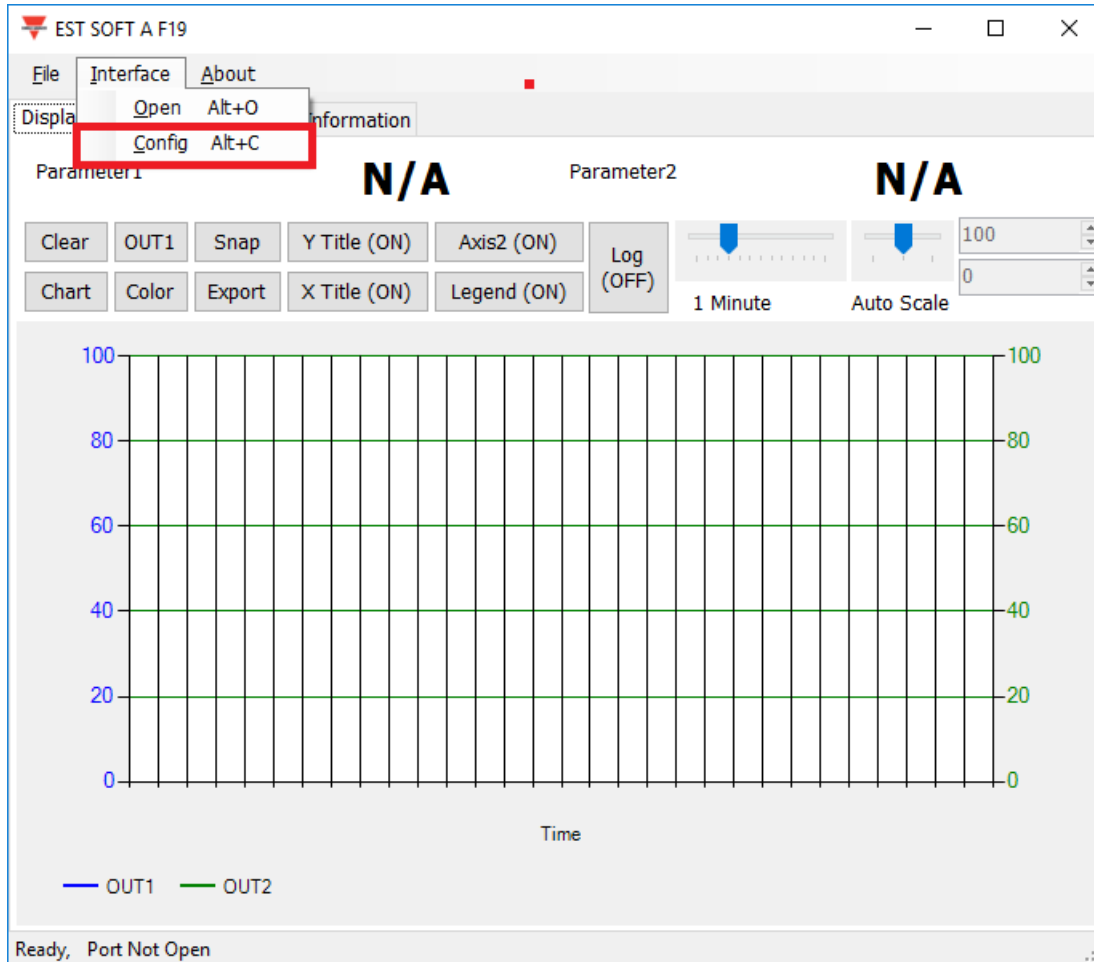 EST SOFT A F19
File Interface About
Open Alt+O
Displa
nformation
Config Alt+C
Parameter1 N/A Parameter2 N/A
Clear OUT1 Snap Y Title (ON) Axis2 (ON) Log (OFF) 100
Chart Color Export X Title (ON) Legend (ON) 1 Minute Auto Scale 0
100 100
80 80
60 60
40 40
20 20
0 0
Time
OUT1 OUT2
Ready, Port Not Open